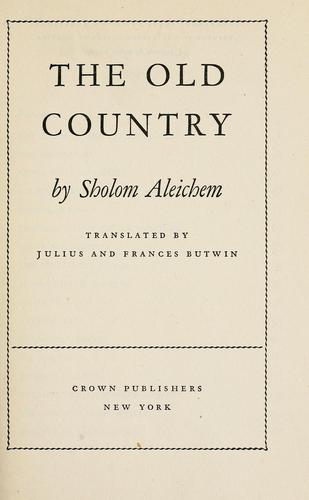 THE OLD
COUNTRY
by Sholom Aleichem
TRANSLATED BY
JULIUS AND FRANCES BUTWIN
CROWN PUBLISHERS
NEW YORK